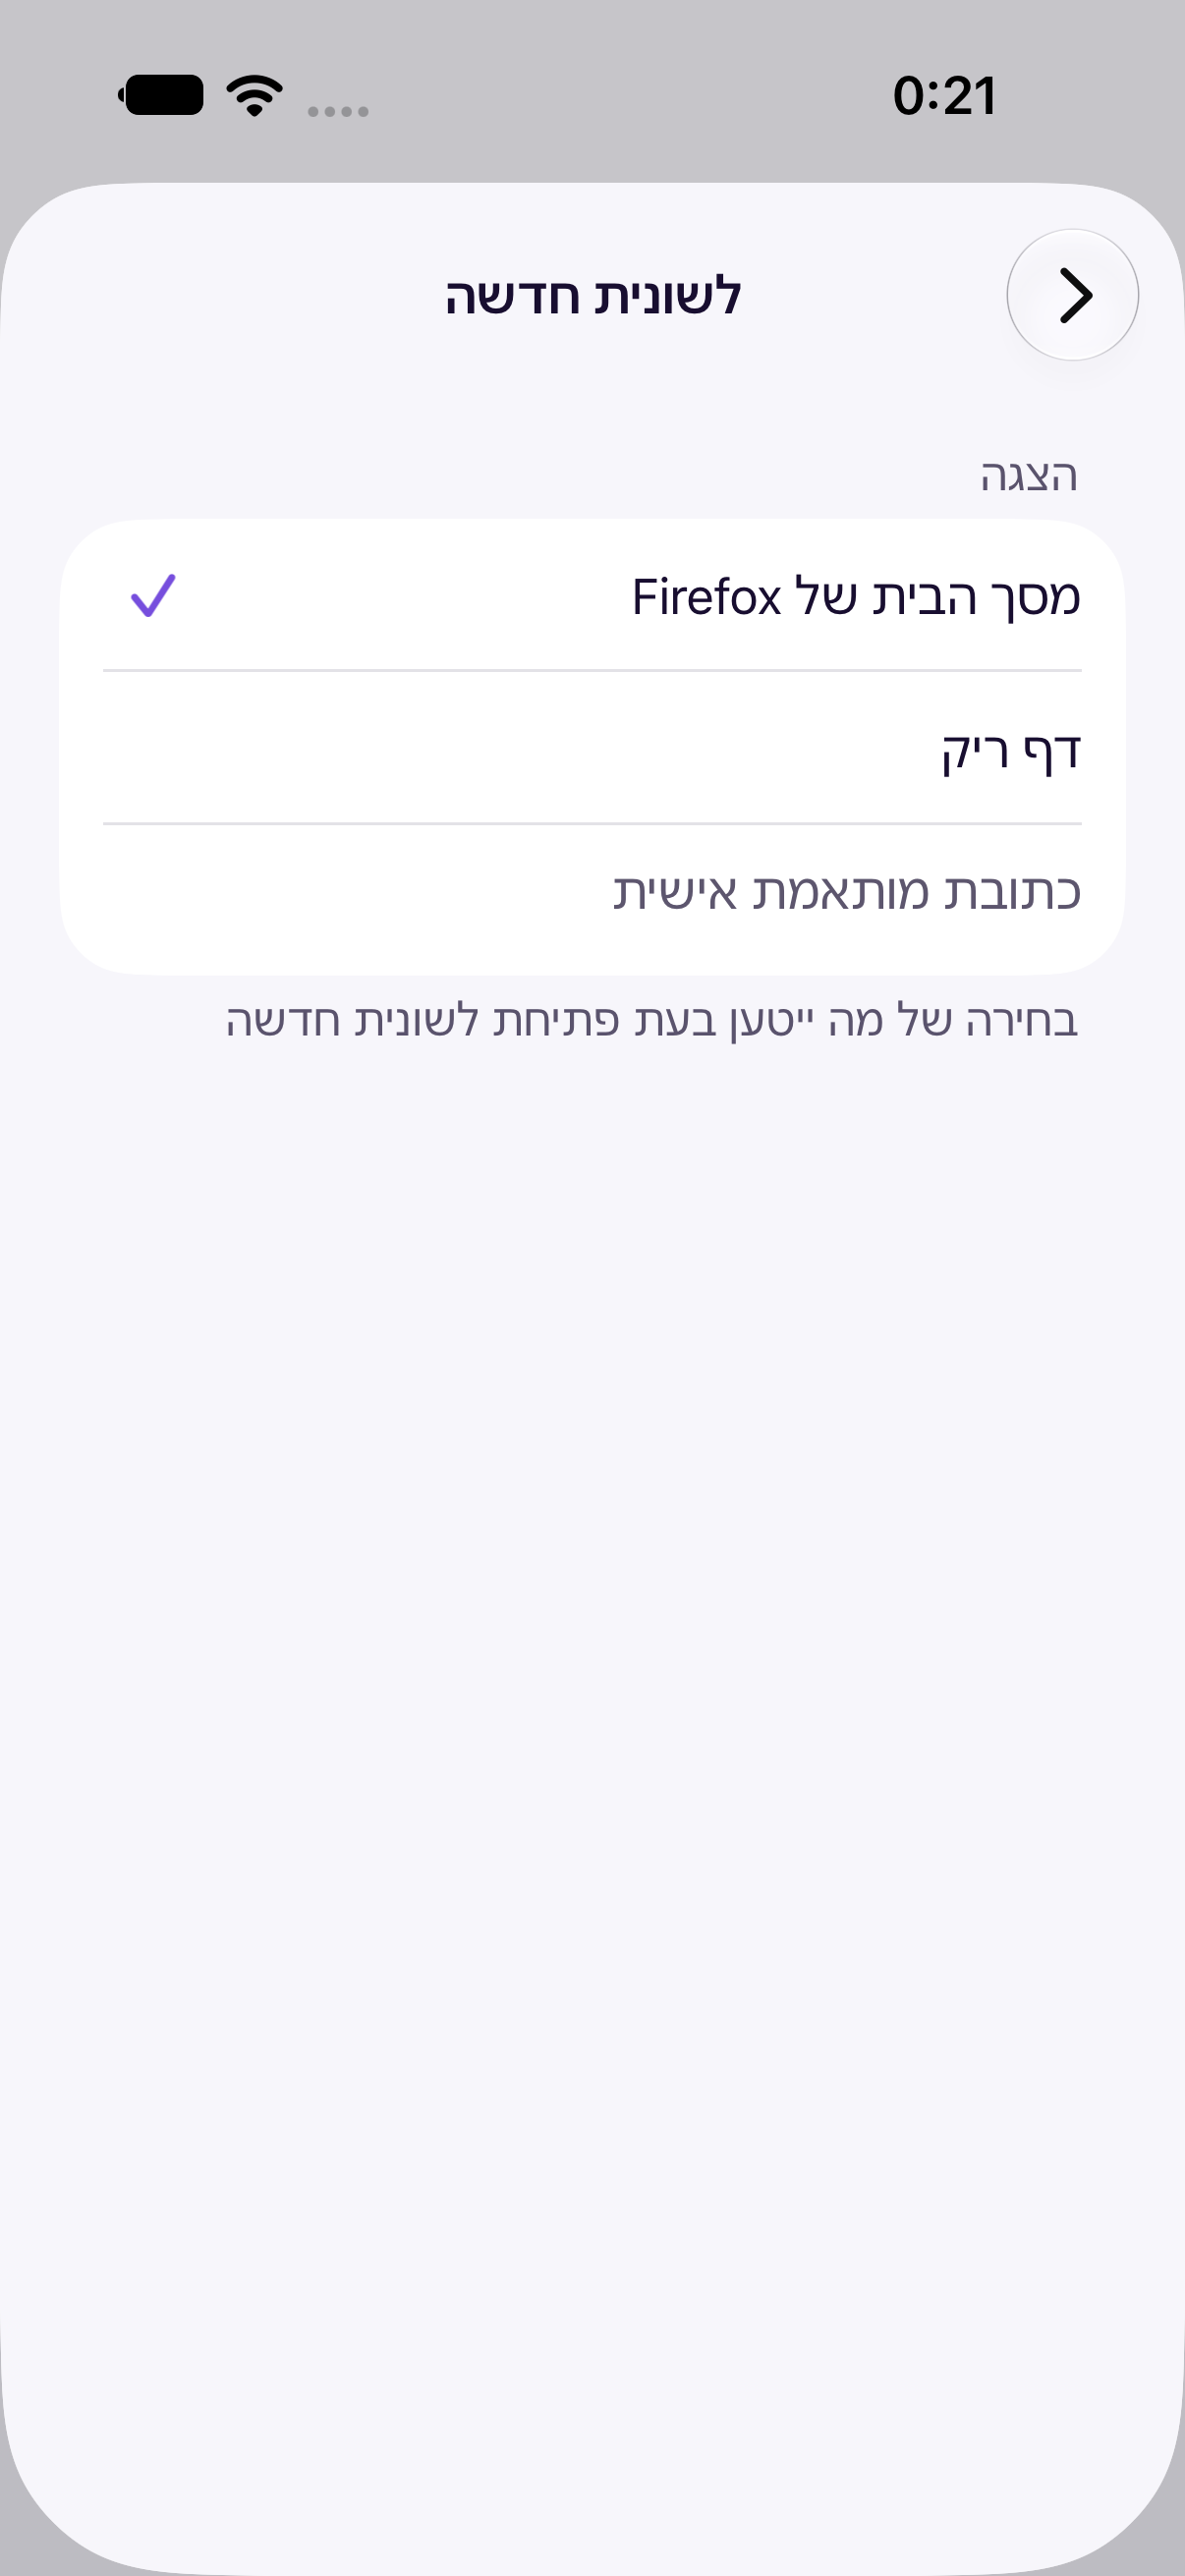 0:21
לשונית חדשה
הצגה
מסך הבית של Firefox
דף ריק
כתובת מותאמת אישית
בחירה של מה ייטען בעת פתיחת לשונית חדשה